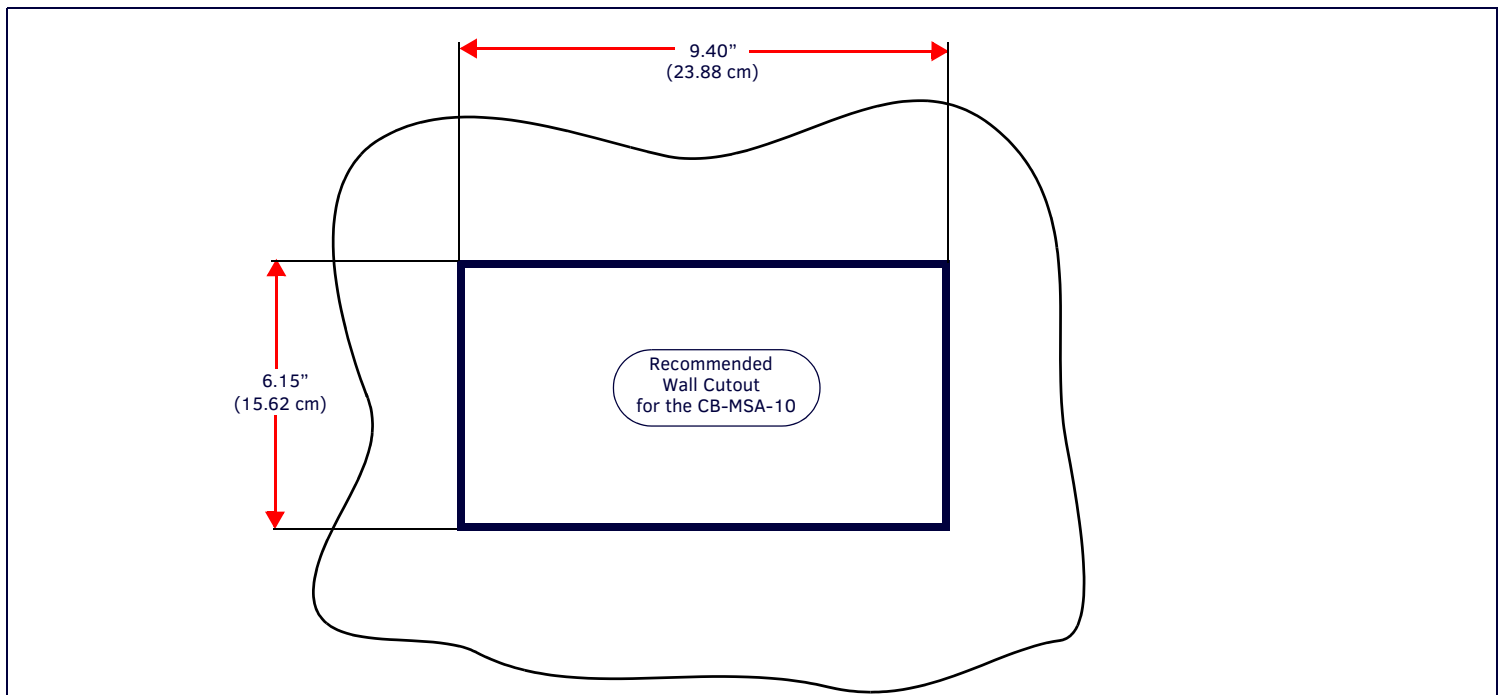 9.40”
(23.88 cm)
Recommended
Wall Cutout
for the CB-MSA-10
6.15”
(15.62 cm)